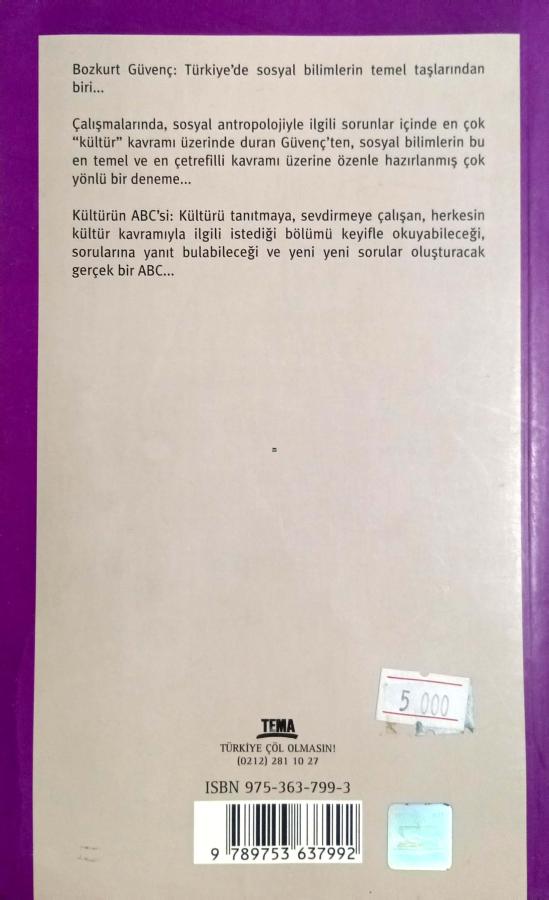 Bozkurt Güvenç: Türkiye’de sosyal bilimlerin temel taşlarından
biri...
Çalışmalarında, sosyal antropolojiyle ilgili sorunlar içinde en çok
“kültür” kavramı üzerinde duran Güvenç’ten, sosyal bilimlerin bu
en temel ve en çetrefilli kavramı üzerine özenle hazırlanmış çok
yönlü bir deneme...
Kültürün ABC’si: Kültürü tanıtmaya, sevdirmeye çalışan, herkesin
kültür kavramıyla ilgili istediği bölümü keyifle okuyabileceği,
sorularına yanıt bulabileceği ve yeni yeni sorular oluşturacak
gerçek bir ABC...
5 000
TEMA
TÜRKİYE ÇÖL OLMASIN!
(0212) 281 10 27
ISBN 975-363-799-3
9 789753 637992